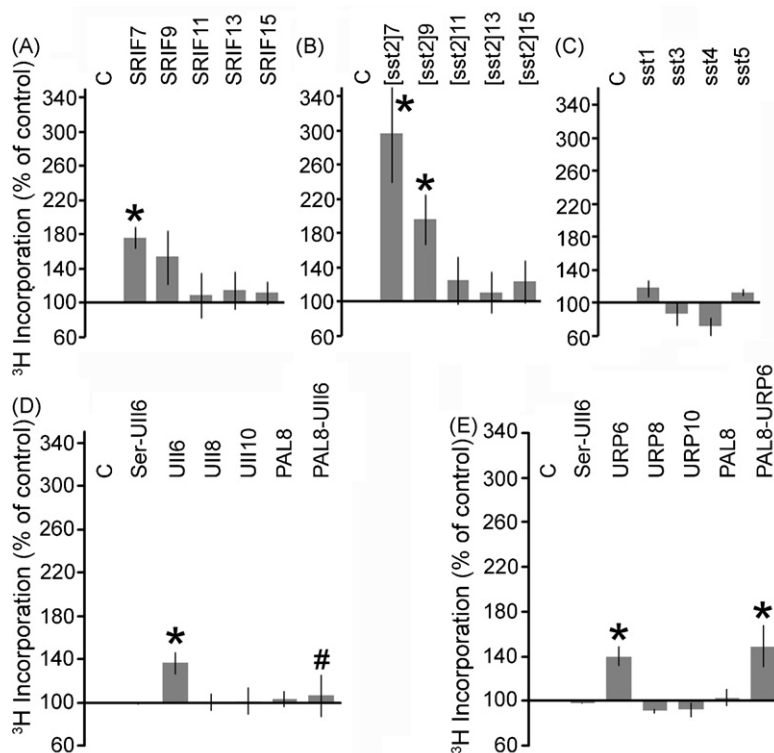 (A)
C
SRIF7
SRIF9
SRIF11
SRIF13
SRIF15
³H Incorporation (% of control)
340
300
260
220
180
140
100
60
*
(B)
C
[sst2]7
[sst2]9
[sst2]11
[sst2]13
[sst2]15
340
300
260
220
180
140
100
60
*
*
(C)
C
sst1
sst3
sst4
sst5
340
300
260
220
180
140
100
60
(D)
C
Ser-UII6
UII6
UII8
UII10
PAL8
PAL8-UII6
³H Incorporation (% of control)
340
300
260
220
180
140
100
60
*
#
(E)
C
Ser-UII6
URP6
URP8
URP10
PAL8
PAL8-URP6
³H Incorporation (% of control)
340
300
260
220
180
140
100
60
*
*